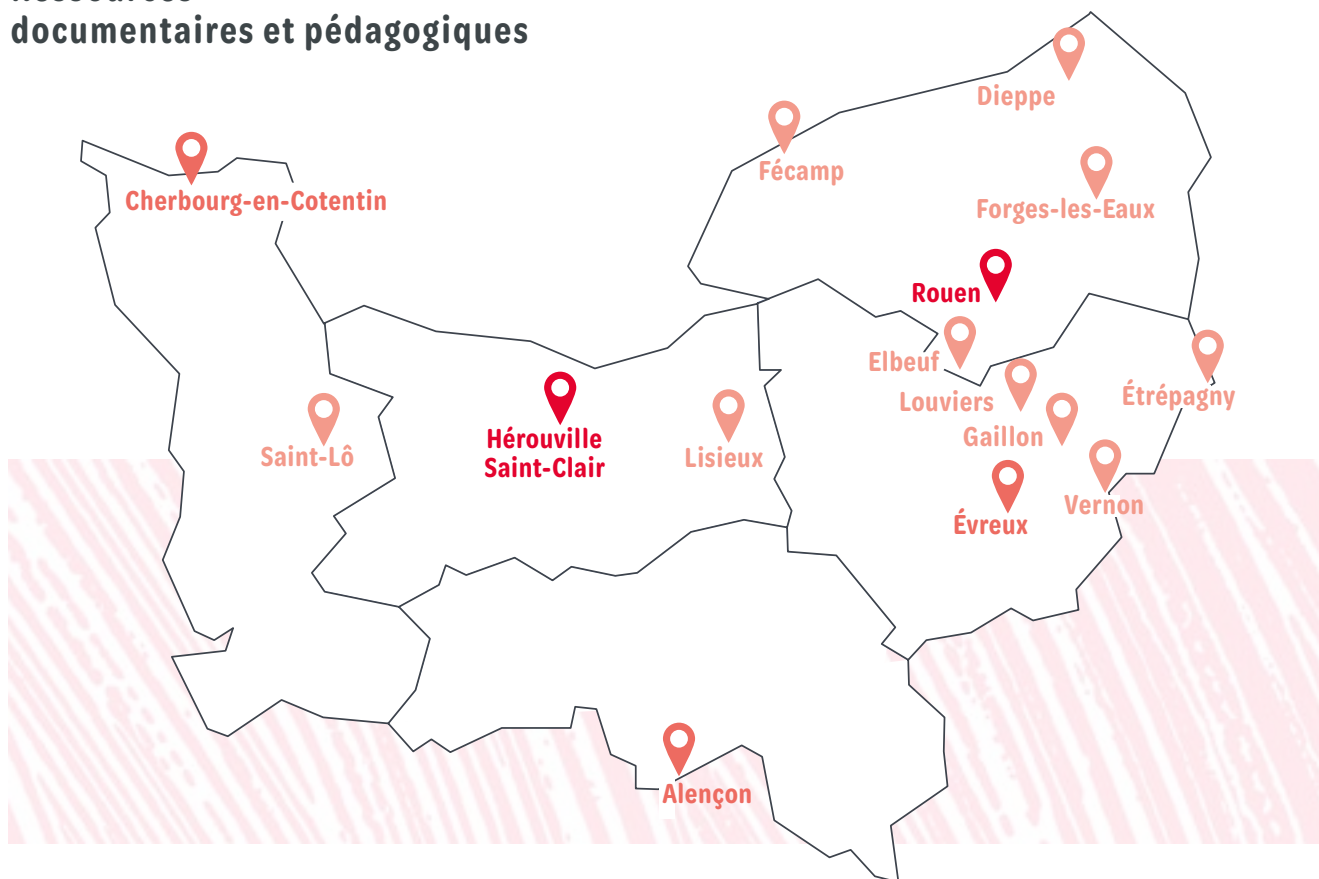 documentaires et pédagogiques
Dieppe
Fécamp
Cherbourg-en-Cotentin
Forges-les-Eaux
Rouen
Elbeuf
Louviers
Étrépagny
Gaillon
Hérouville
Saint-Clair
Saint-Lô
Lisieux
Vernon
Évreux
Alençon